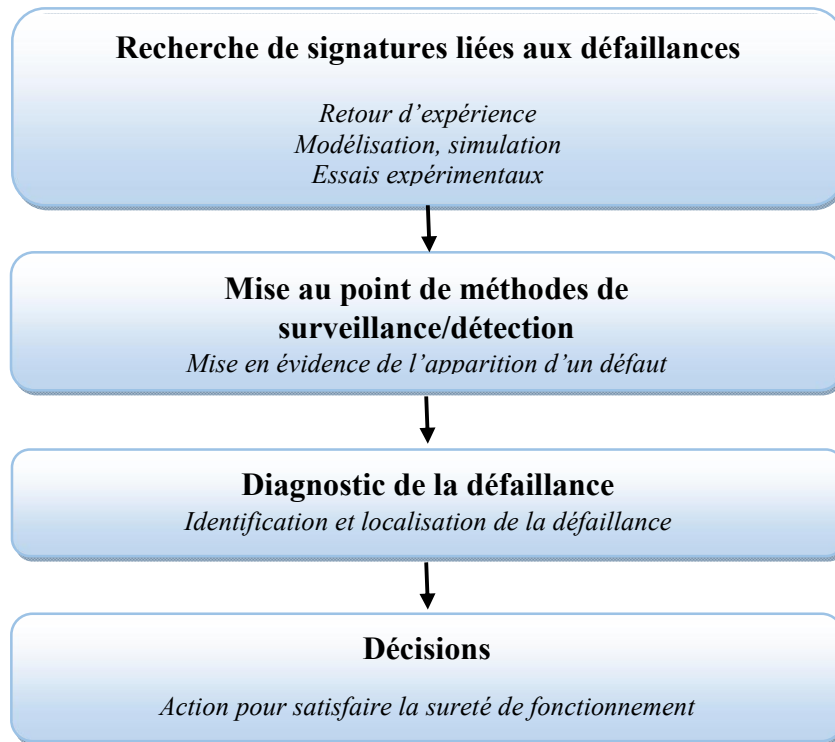 Recherche de signatures liées aux défaillances
Retour d’expérience
Modélisation, simulation
Essais expérimentaux
Mise au point de méthodes de
surveillance/détection
Mise en évidence de l’apparition d’un défaut
Diagnostic de la défaillance
Identification et localisation de la défaillance
Décisions
Action pour satisfaire la sureté de fonctionnement